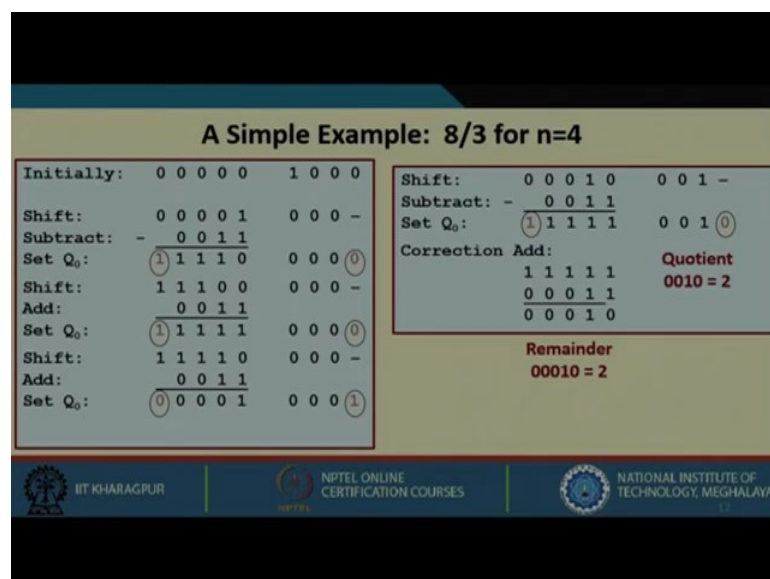 A Simple Example: 8/3 for n=4
Initially: 0 0 0 0 0 1 0 0 0
Shift: 0 0 0 0 1 0 0 0 -
Subtract: - 0 0 1 1
Set Q₀: 1 1 1 1 0 0 0 0 0
Shift: 1 1 1 0 0 0 0 0 -
Add: 0 0 1 1
Set Q₀: 1 1 1 1 1 0 0 0 0
Shift: 1 1 1 1 0 0 0 0 -
Add: 0 0 1 1
Set Q₀: 0 0 0 0 1 0 0 0 1
Shift: 0 0 0 1 0 0 0 1 -
Subtract: - 0 0 1 1
Set Q₀: 1 1 1 1 1 0 0 1 0
Correction Add:
1 1 1 1 1
0 0 0 1 1
0 0 0 1 0
Quotient
0010 = 2
Remainder
00010 = 2
IIT KHARAGPUR
NPTEL
NPTEL ONLINE
CERTIFICATION COURSES
NATIONAL INSTITUTE OF
TECHNOLOGY, MEGHALAYA
12